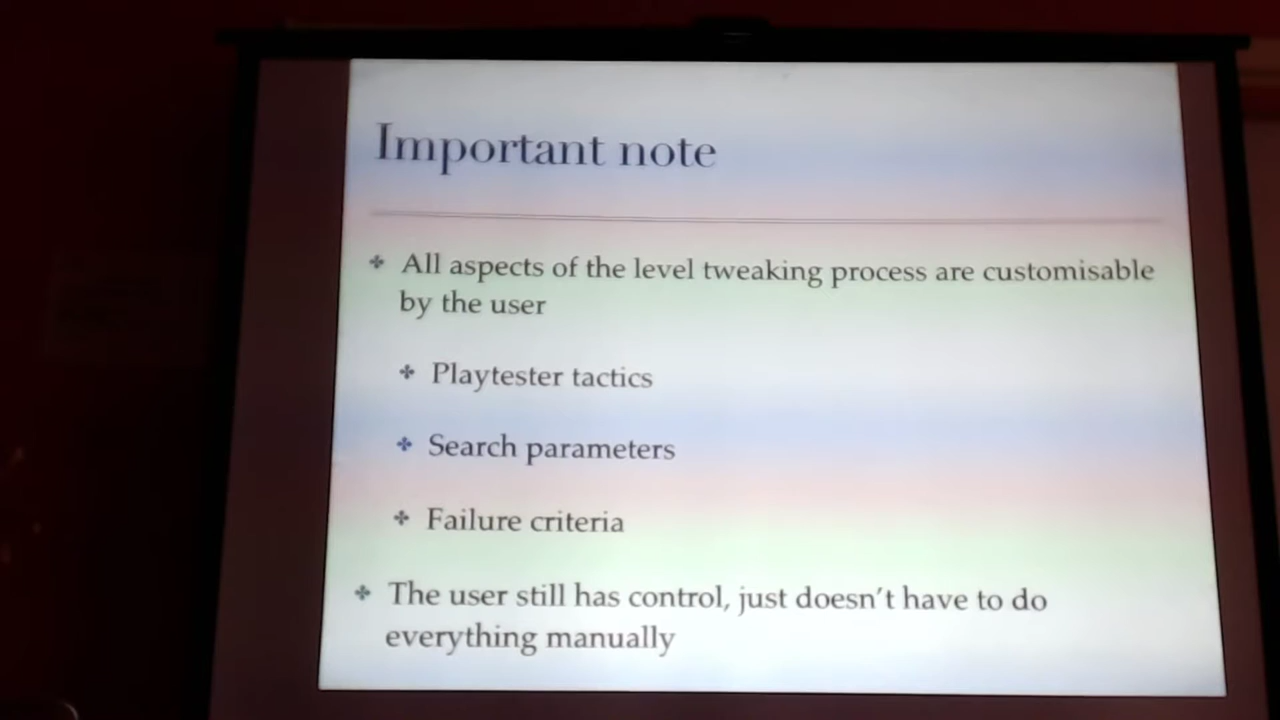 Important note
All aspects of the level tweaking process are customisable
by the user
Playtester tactics
Search parameters
Failure criteria
The user still has control, just doesn't have to do
everything manually